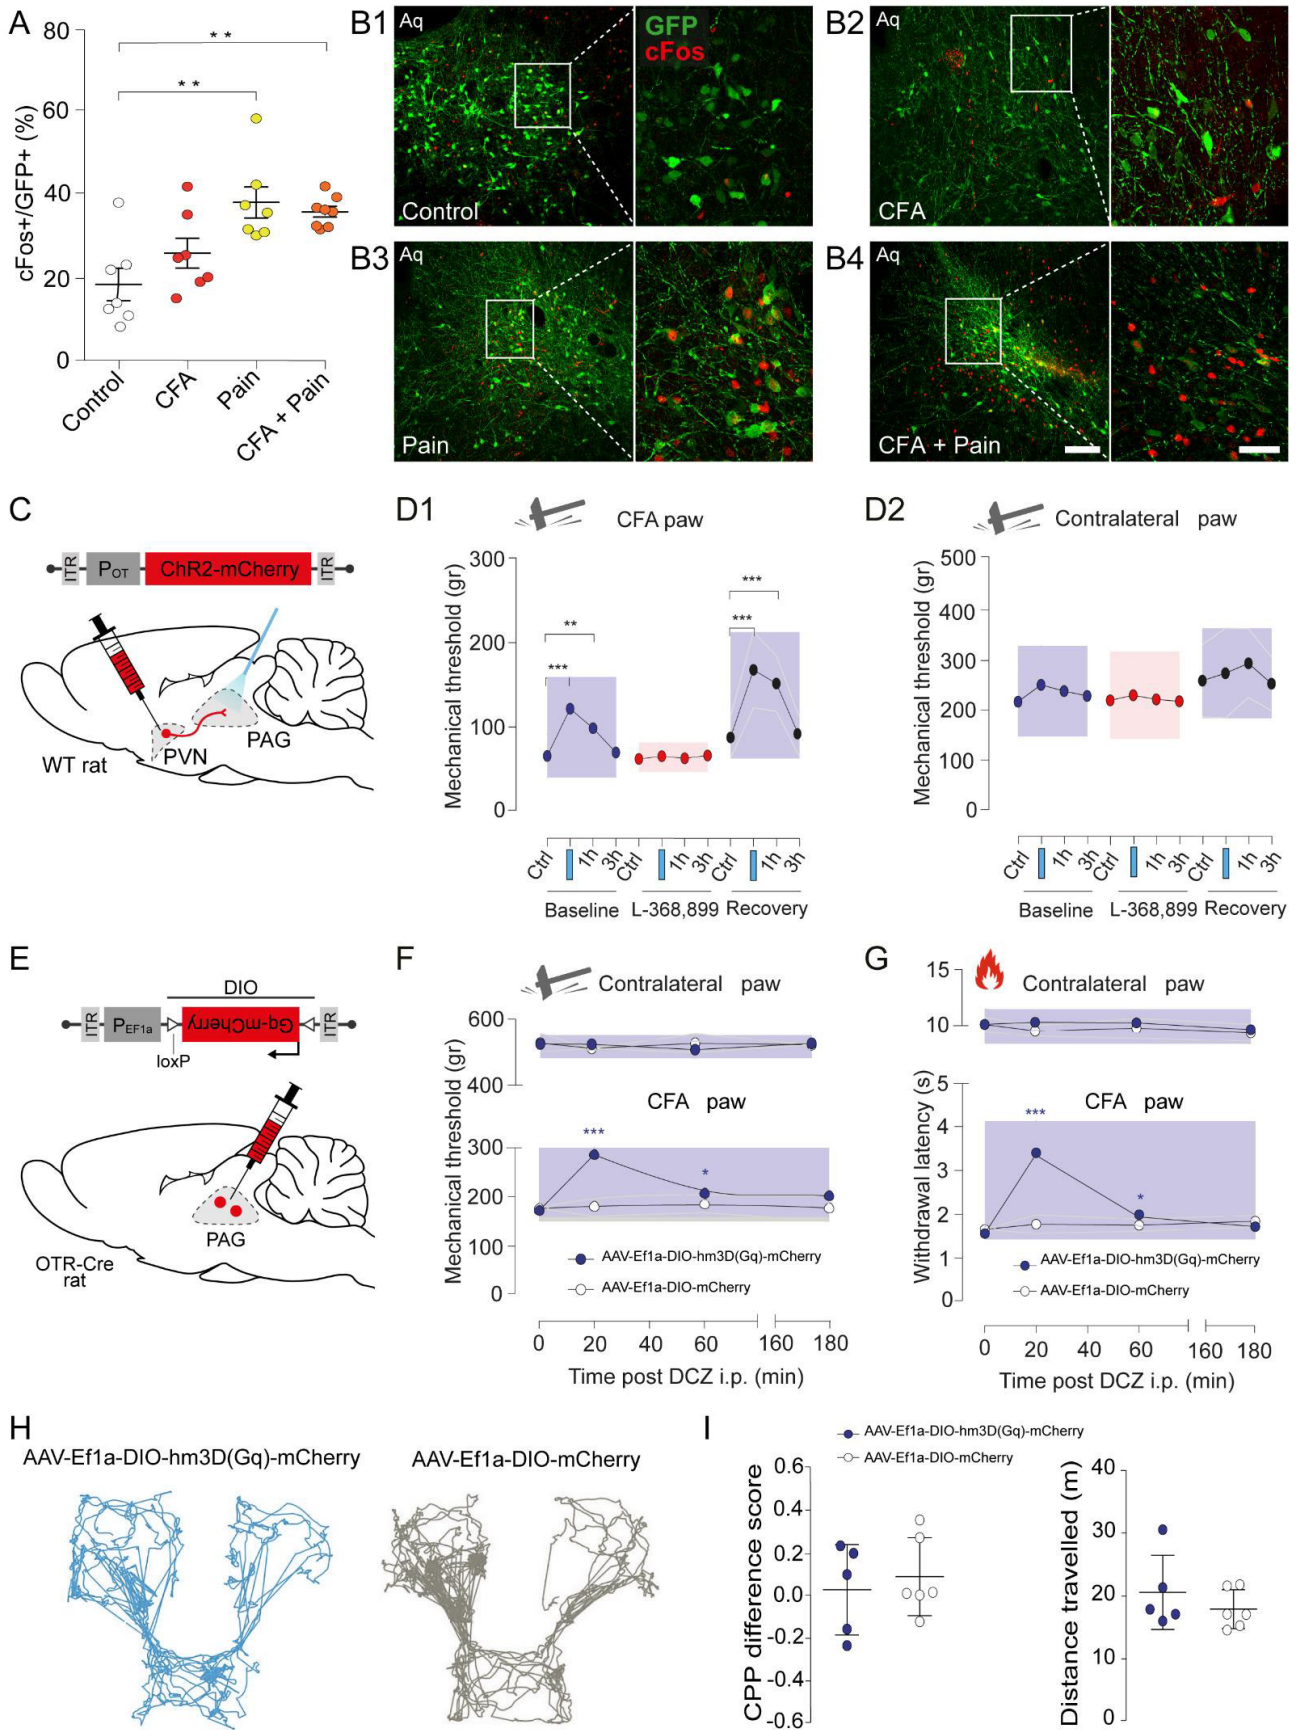 A
80
60
40
20
0
cFos+/GFP+ (%)
* *
* *
Control
CFA
Pain
CFA + Pain
B1
Aq
GFP
cFos
Control
B2
Aq
CFA
B3
Aq
Pain
B4
Aq
CFA + Pain
C
ITR
POT
ChR2-mCherry
ITR
PVN
PAG
WT rat
D1
CFA paw
Mechanical threshold (gr)
300
200
100
0
***
**
***
***
Ctrl
1h
3h
Ctrl
1h
3h
Ctrl
1h
3h
Baseline
L-368,899
Recovery
D2
Contralateral paw
Mechanical threshold (gr)
500
400
300
200
100
0
Ctrl
1h
3h
Ctrl
1h
3h
Ctrl
1h
3h
Baseline
L-368,899
Recovery
E
DIO
ITR
PEF1a
Gq-mCherry
ITR
loxP
PAG
OTR-Cre
rat
F
Contralateral paw
Mechanical threshold (gr)
600
400
CFA paw
300
200
100
0
***
*
AAV-Ef1a-DIO-hm3D(Gq)-mCherry
AAV-Ef1a-DIO-mCherry
0 20 40 60 160 180
Time post DCZ i.p. (min)
G
Contralateral paw
Withdrawal latency (s)
15
10
5
CFA paw
4
3
2
1
0
***
*
AAV-Ef1a-DIO-hm3D(Gq)-mCherry
AAV-Ef1a-DIO-mCherry
0 20 40 60 160 180
Time post DCZ i.p. (min)
H
AAV-Ef1a-DIO-hm3D(Gq)-mCherry
AAV-Ef1a-DIO-mCherry
I
AAV-Ef1a-DIO-hm3D(Gq)-mCherry
AAV-Ef1a-DIO-mCherry
CPP difference score
0.6
0.4
0.2
0.0
-0.2
-0.4
-0.6
Distance travelled (m)
40
30
20
10
0